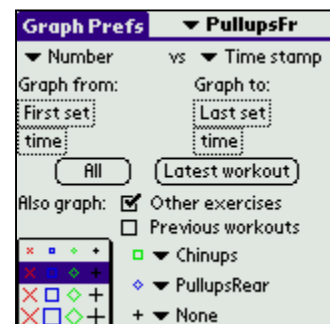 Graph Prefs PullupsFr
Number vs Time stamp
Graph from: Graph to:
First set Last set
time time
All Latest workout
Also graph: Other exercises
Previous workouts
Chinups
PullupsRear
None